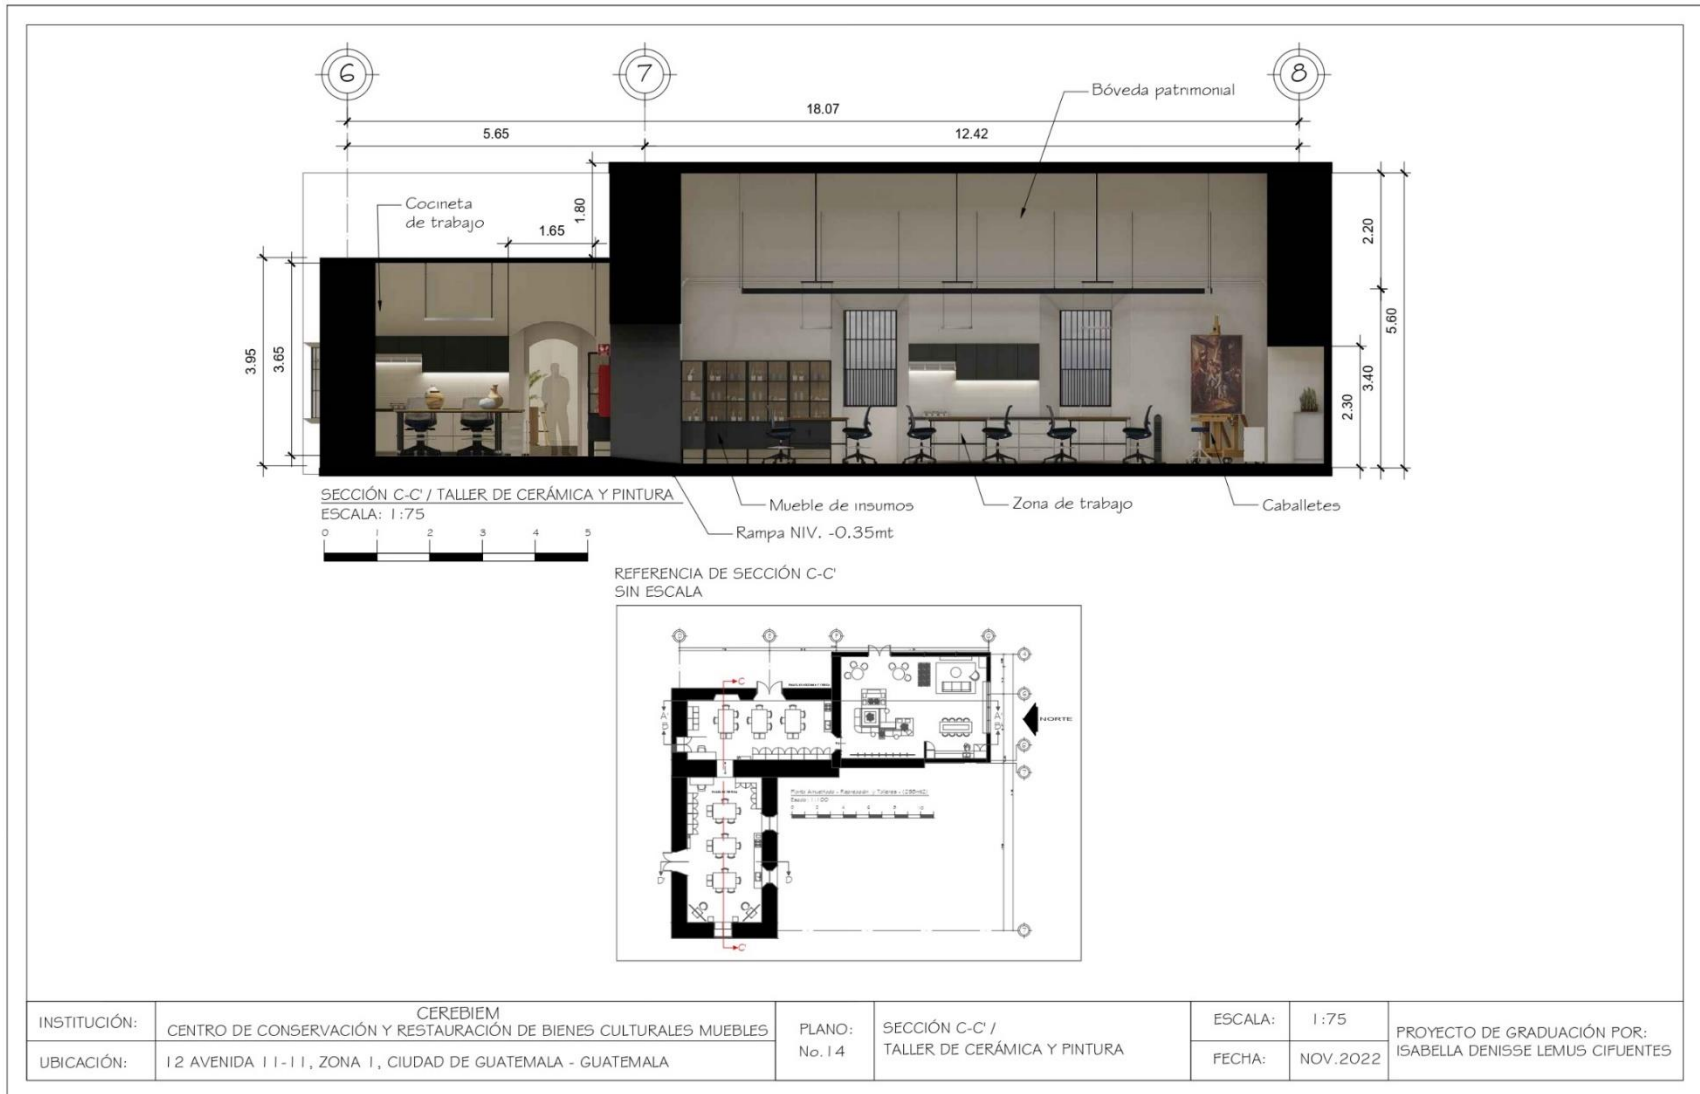 6
7
8
18.07
5.65
12.42
Bóveda patrimonial
Cocineta
de trabajo
1.80
1.65
2.20
3.95
3.65
5.60
3.40
2.30
SECCIÓN C-C' / TALLER DE CERÁMICA Y PINTURA
ESCALA: 1:75
0 1 2 3 4 5
Mueble de insumos
Zona de trabajo
Caballetes
Rampa NIV. -0.35mt
REFERENCIA DE SECCIÓN C-C'
SIN ESCALA
C
A'
A
B'
B
NORTE
D'
D
C'
INSTITUCIÓN:
CEREBIEM
CENTRO DE CONSERVACIÓN Y RESTAURACIÓN DE BIENES CULTURALES MUEBLES
UBICACIÓN:
12 AVENIDA 11-11, ZONA 1, CIUDAD DE GUATEMALA - GUATEMALA
PLANO:
No.14
SECCIÓN C-C' /
TALLER DE CERÁMICA Y PINTURA
ESCALA:
1:75
FECHA:
NOV.2022
PROYECTO DE GRADUACIÓN POR:
ISABELLA DENISSE LEMUS CIFUENTES